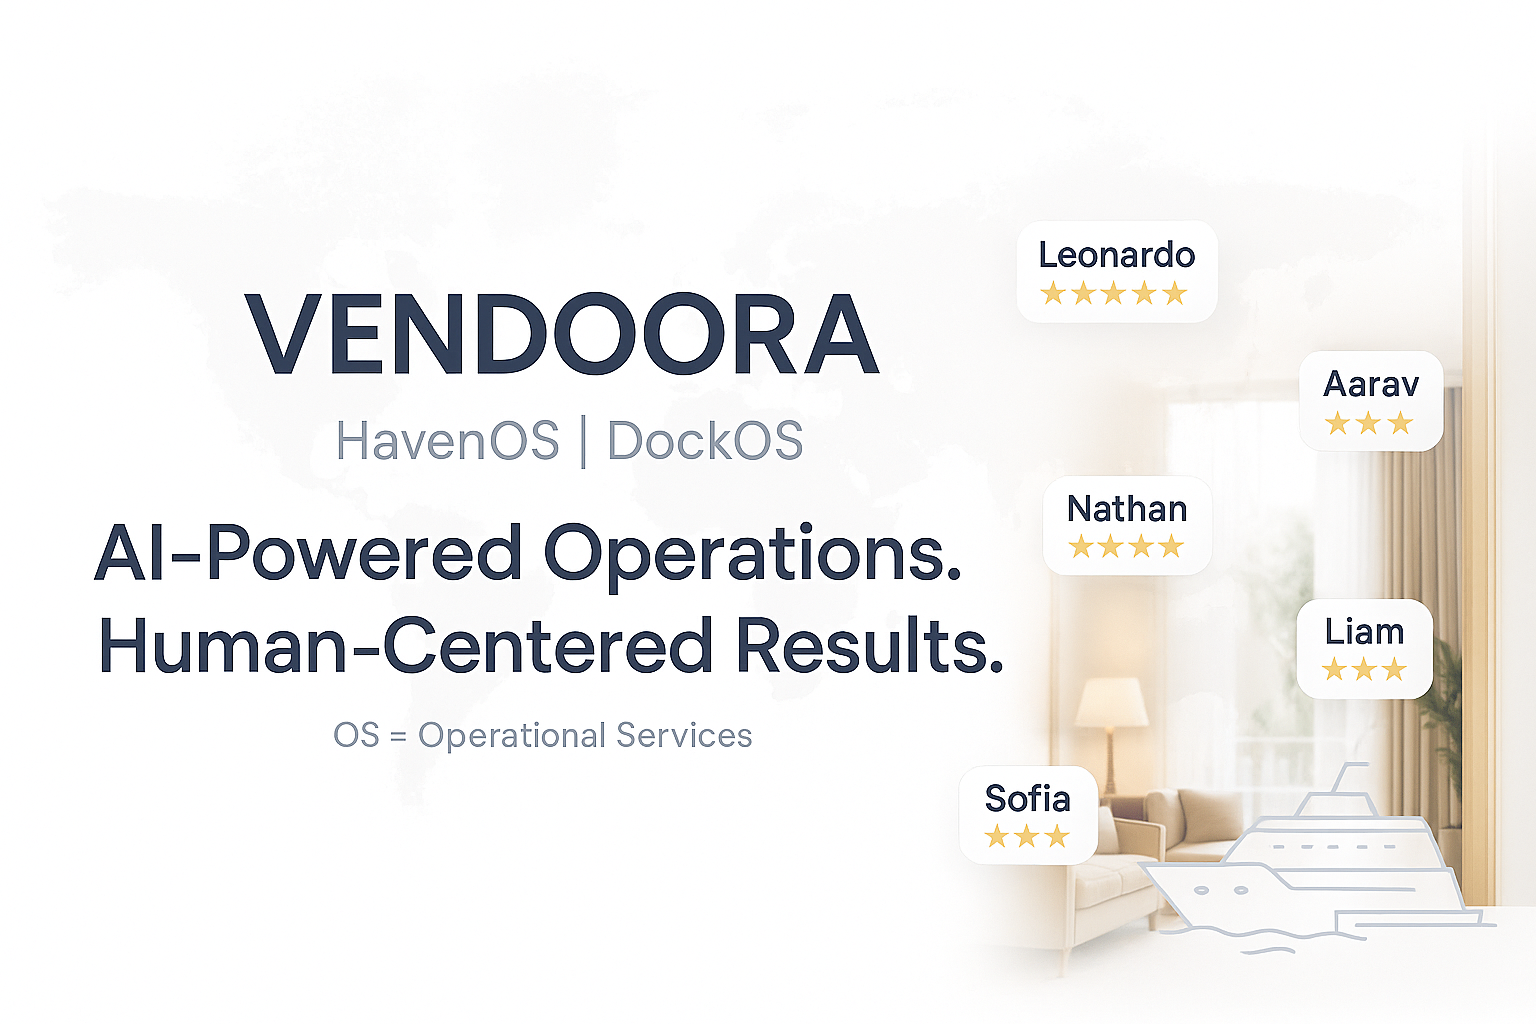 VENDOORA
HavenOS | DockOS
AI-Powered Operations.
Human-Centered Results.
OS = Operational Services
Leonardo
★★★★★
Aarav
★★★
Nathan
★★★★
Liam
★★★
Sofia
★★★